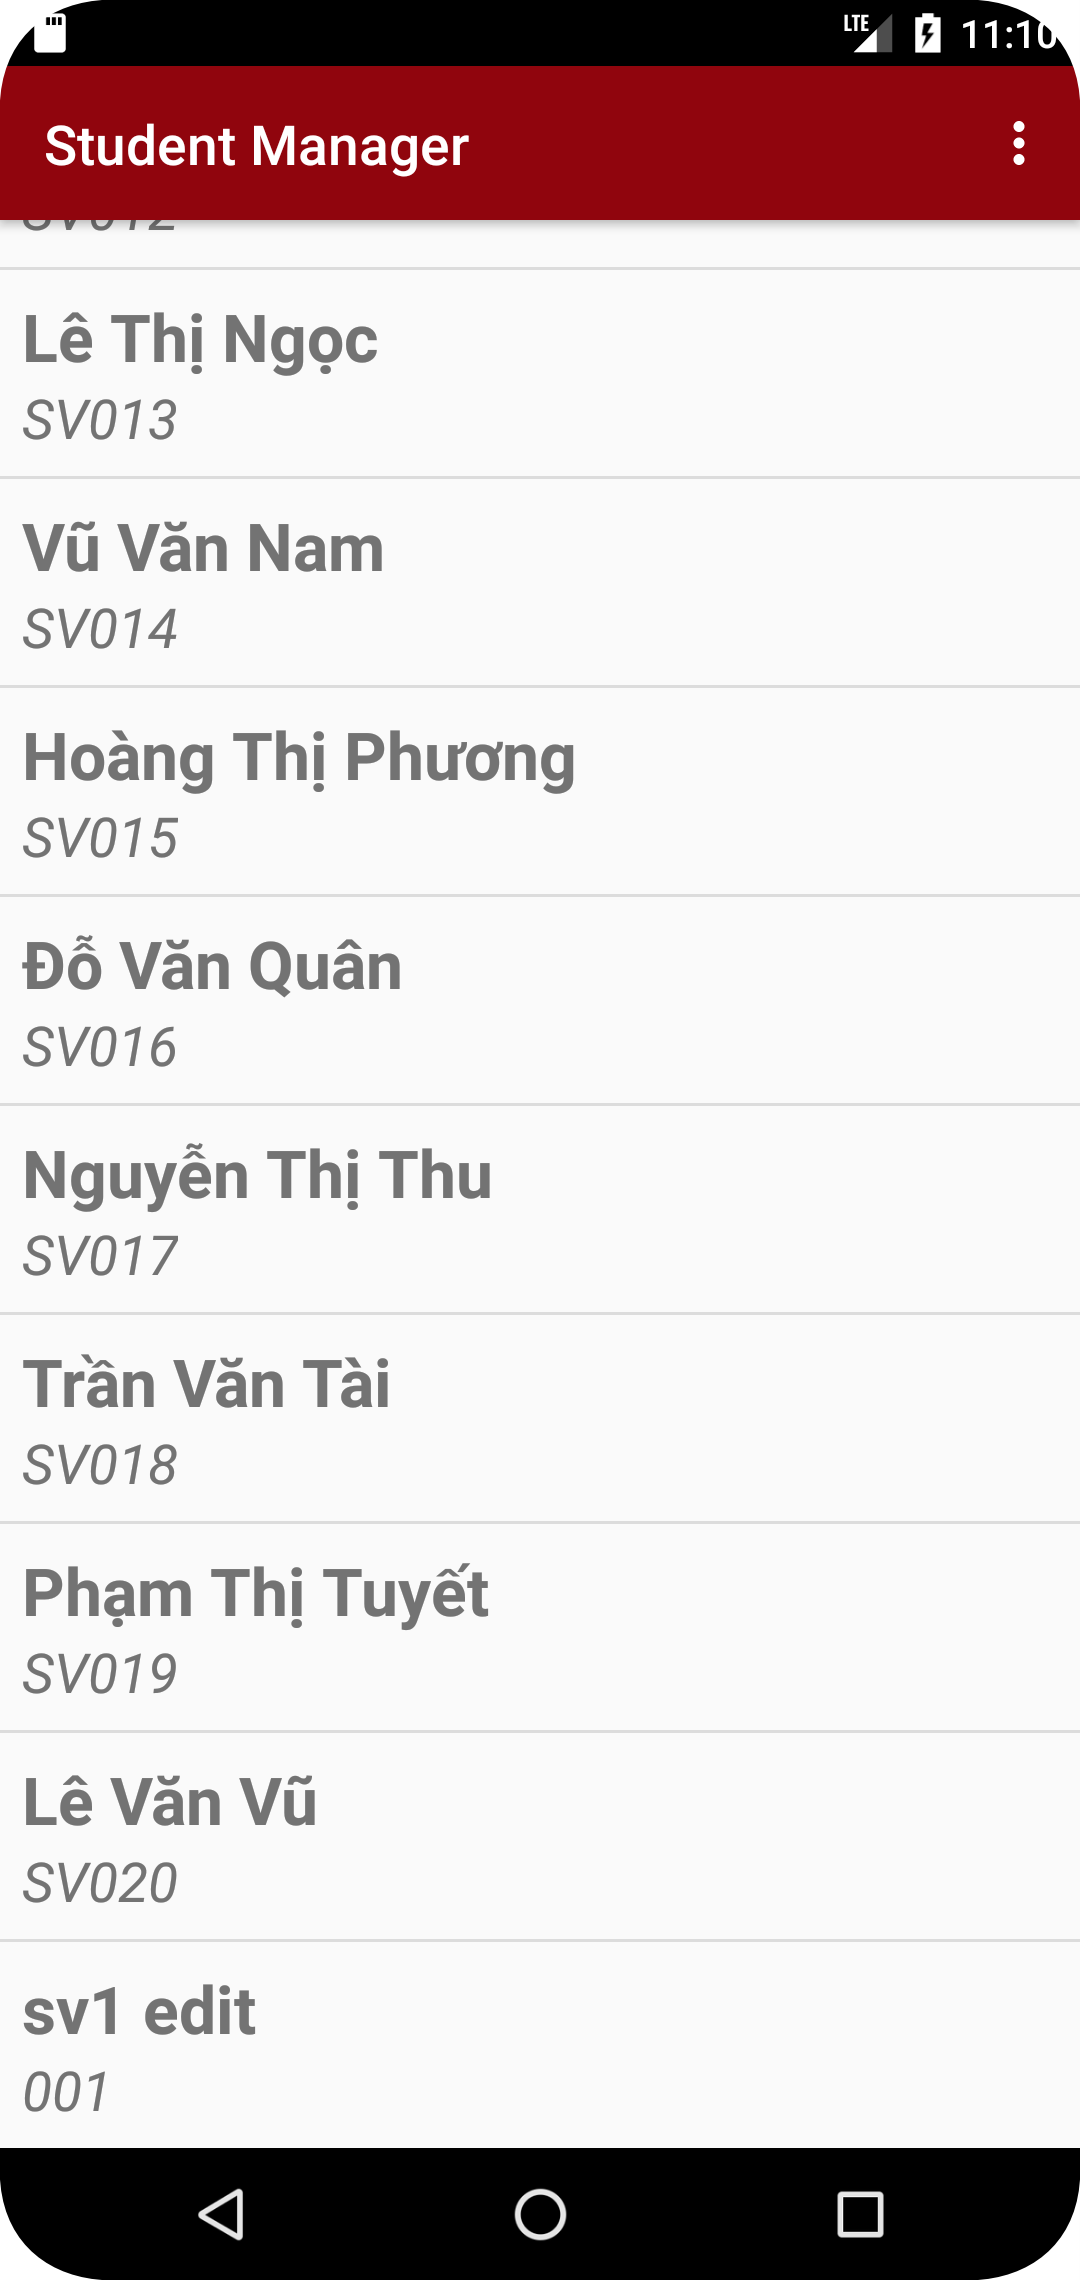 LTE 11:10
Student Manager
SV012
Lê Thị Ngọc
SV013
Vũ Văn Nam
SV014
Hoàng Thị Phương
SV015
Đỗ Văn Quân
SV016
Nguyễn Thị Thu
SV017
Trần Văn Tài
SV018
Phạm Thị Tuyết
SV019
Lê Văn Vũ
SV020
sv1 edit
001